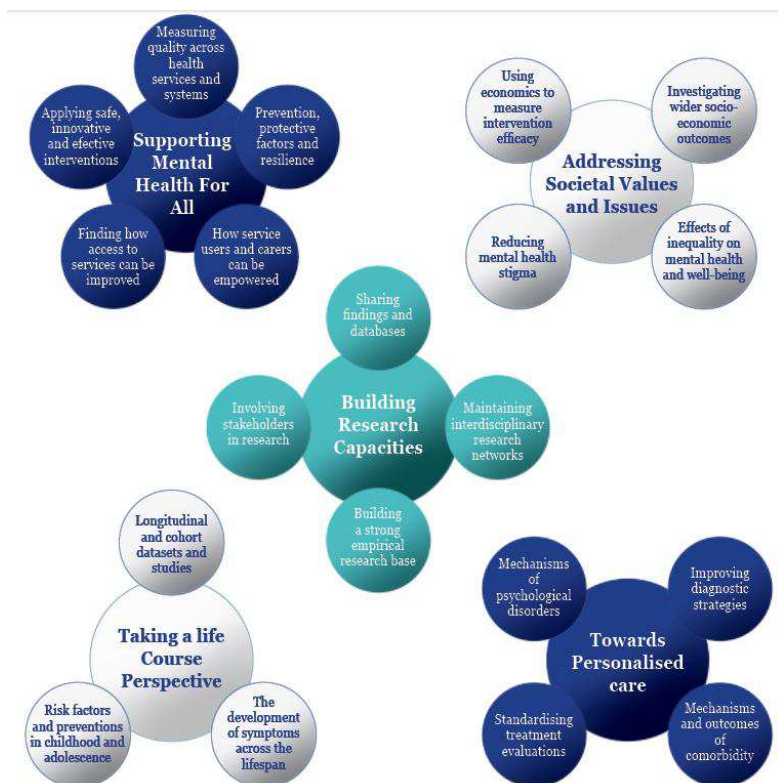 Measuring
quality across
health
services and
systems
Applying safe,
innovative
and efective
interventions
Supporting
Mental
Health For
All
Prevention,
protective
factors and
resilience
Finding how
access to
services can be
improved
How service
users and carers
can be
empowered
Using
economics to
measure
intervention
efficacy
Investigating
wider socio-
economic
outcomes
Addressing
Societal Values
and Issues
Reducing
mental health
stigma
Effects of
inequality on
mental health
and well-being
Sharing
findings and
databases
Involving
stakeholders
in research
Building
Research
Capacities
Maintaining
interdisciplinary
research
networks
Building
a strong
empirical
research base
Longitudinal
and cohort
datasets and
studies
Taking a life
Course
Perspective
Risk factors
and preventions
in childhood and
adolescence
The
development
of symptoms
across the
lifespan
Mechanisms
of
psychological
disorders
Improving
diagnostic
strategies
Towards
Personalised
care
Standardising
treatment
evaluations
Mechanisms
and outcomes
of
comorbidity